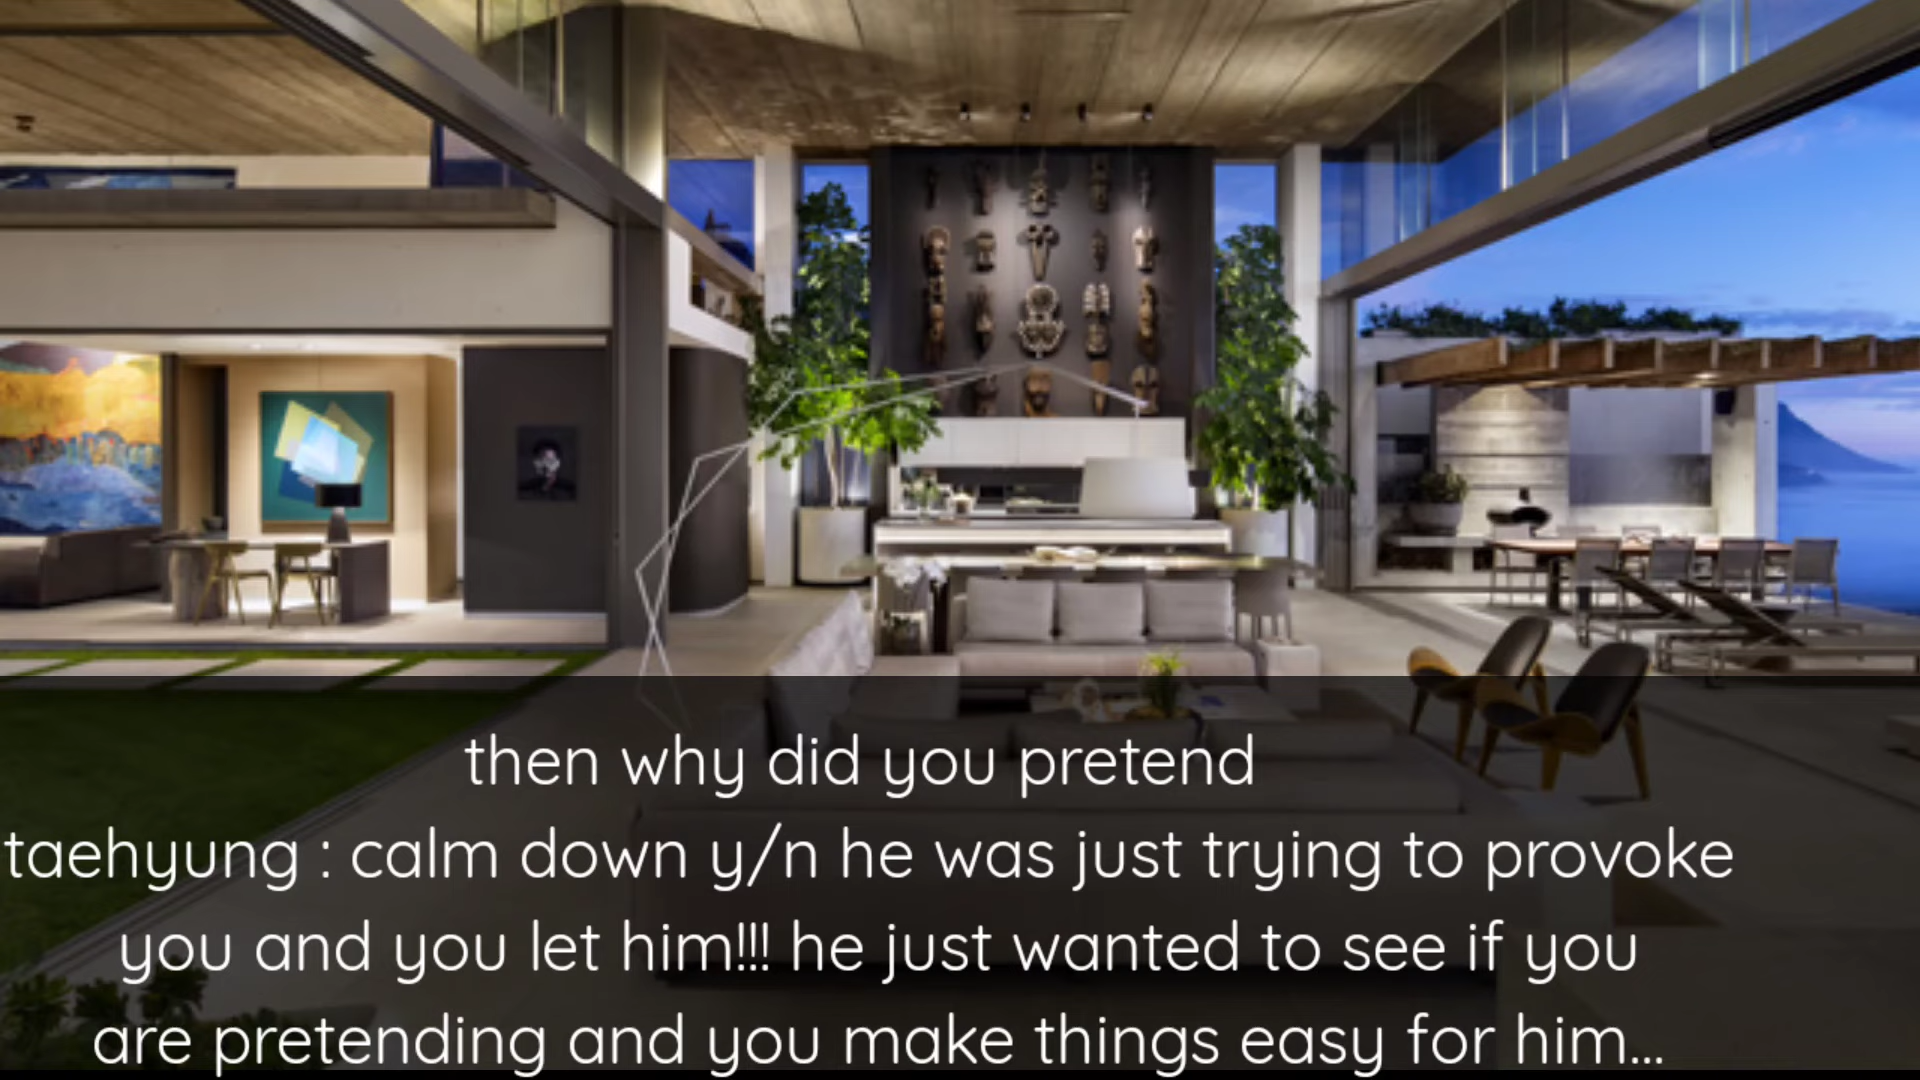 then why did you pretend
taehyung : calm down y/n he was just trying to provoke
you and you let him!!! he just wanted to see if you
are pretending and you make things easy for him...